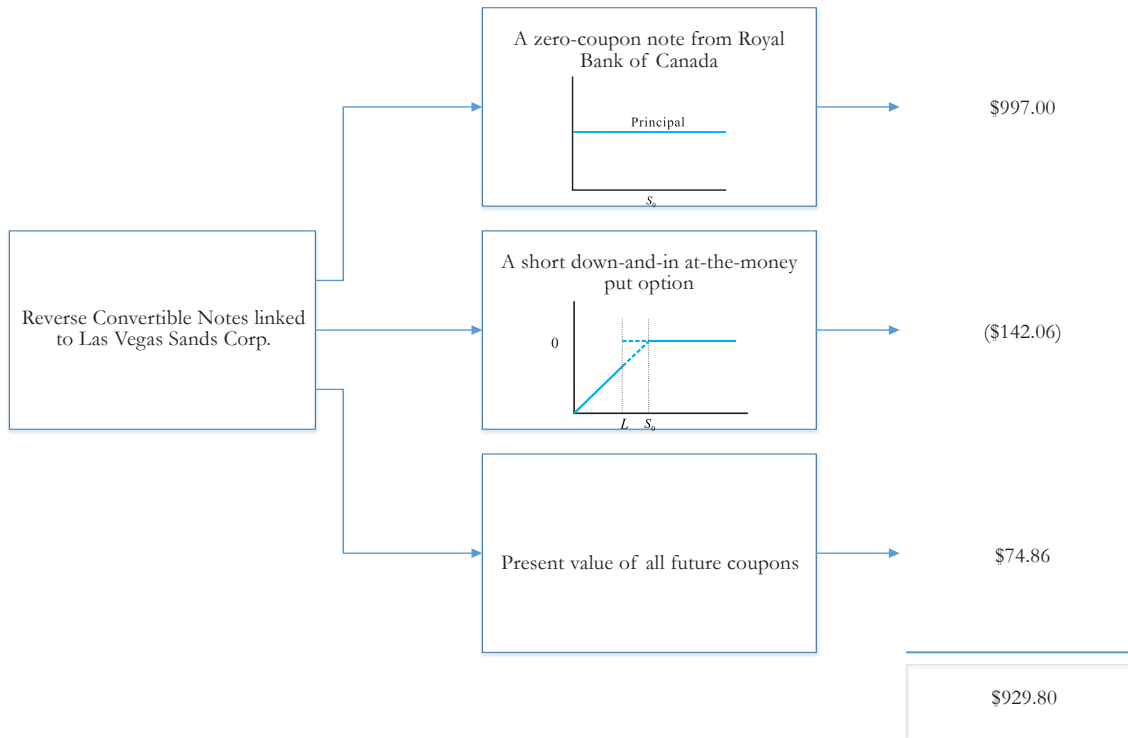 A zero-coupon note from Royal
Bank of Canada
Principal
S₀
$997.00
Reverse Convertible Notes linked
to Las Vegas Sands Corp.
A short down-and-in at-the-money
put option
0
L S₀
($142.06)
Present value of all future coupons
$74.86
$929.80